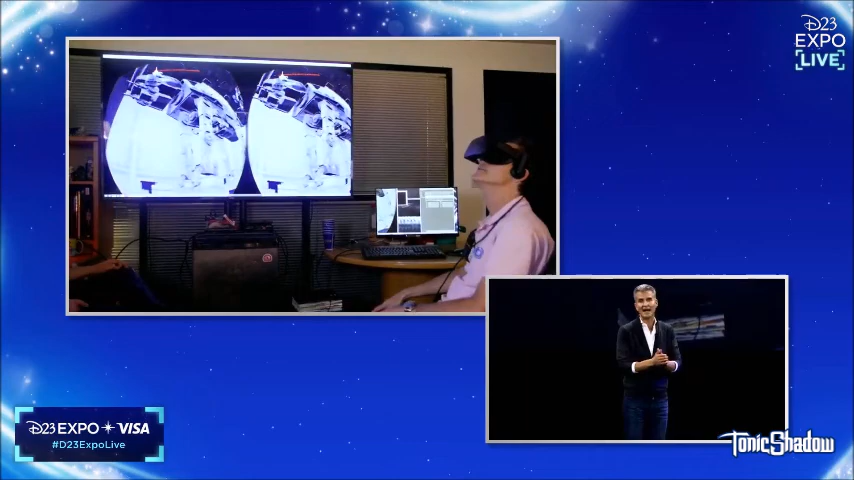 D23
EXPO
LIVE
D23 EXPO VISA
#D23ExpoLive
TonicShadow